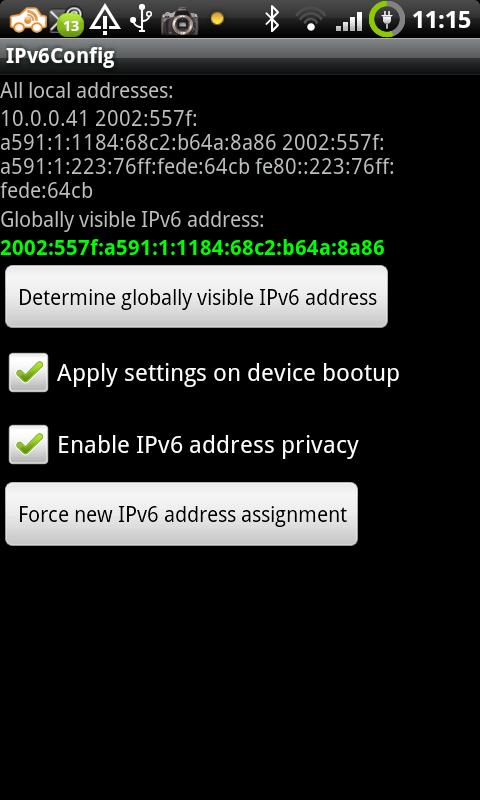 13
11:15
IPv6Config
All local addresses:
10.0.0.41 2002:557f:
a591:1:1184:68c2:b64a:8a86 2002:557f:
a591:1:223:76ff:fede:64cb fe80::223:76ff:
fede:64cb
Globally visible IPv6 address:
2002:557f:a591:1:1184:68c2:b64a:8a86
Determine globally visible IPv6 address
Apply settings on device bootup
Enable IPv6 address privacy
Force new IPv6 address assignment